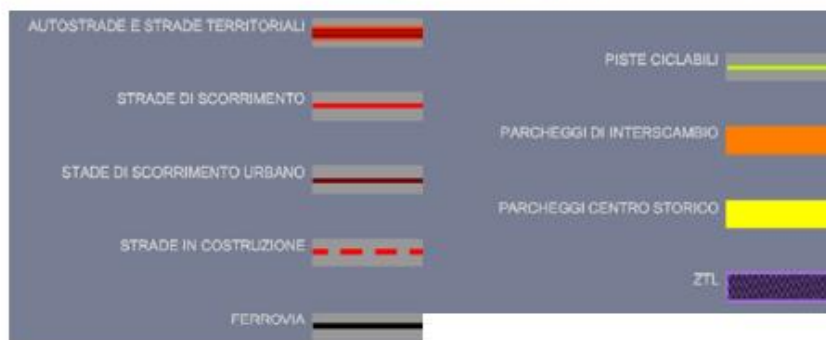 AUTOSTRADE E STRADE TERRITORIALI
STRADE DI SCORRIMENTO
STADE DI SCORRIMENTO URBANO
STRADE IN COSTRUZIONE
FERROVIA
PISTE CICLABILI
PARCHEGGI DI INTERSCAMBIO
PARCHEGGI CENTRO STORICO
ZTL